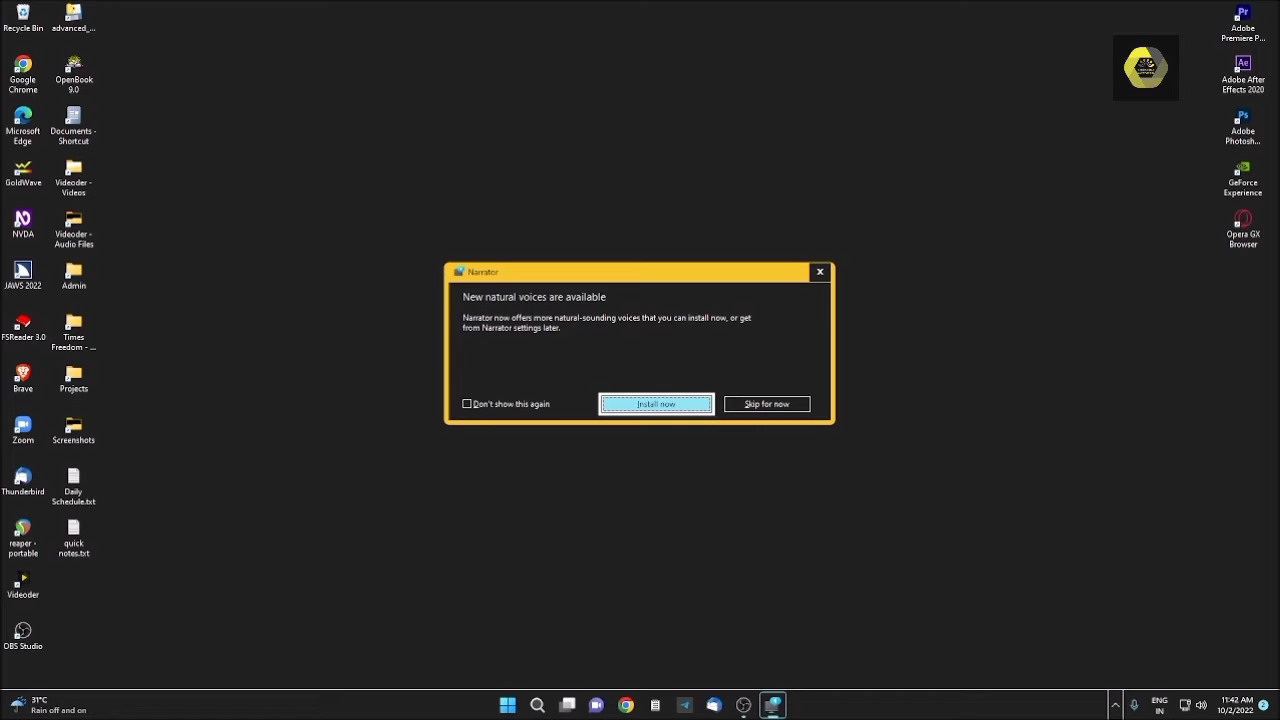 Recycle Bin
advanced_...
Google
Chrome
OpenBook
9.0
Microsoft
Edge
Documents -
Shortcut
GoldWave
Videoder -
Videos
NVDA
Videoder -
Audio Files
JAWS 2022
Admin
FSReader 3.0
Times
Freedom - ...
Brave
Projects
Zoom
Screenshots
Thunderbird
Daily
Schedule.txt
reaper -
portable
quick
notes.txt
Videoder
OBS Studio
Narrator
New natural voices are available
Narrator now offers more natural-sounding voices that you can install now, or get
from Narrator settings later.
Don't show this again
Install now
Skip for now
Pr
Adobe
Premiere P...
Ae
Adobe After
Effects 2020
Ps
Adobe
Photosh...
GeForce
Experience
Opera GX
Browser
31°C
Rain off and on
ENG
IN
11:42 AM
10/2/2022
2